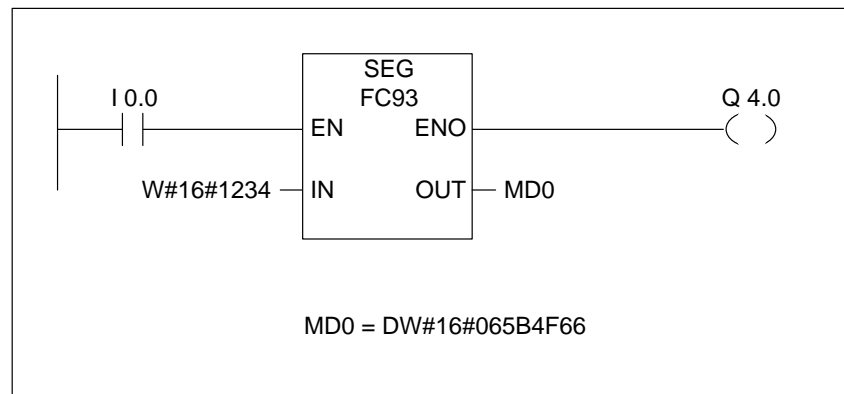 SEG
FC93
I 0.0
Q 4.0
EN ENO
W#16#1234 IN OUT MD0
MD0 = DW#16#065B4F66